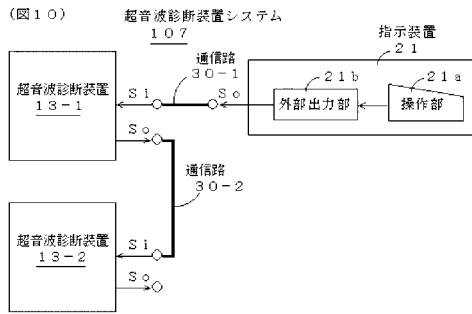 (図10)
超音波診断装置システム
107
指示装置
21
通信路
30-1
21b
21a
外部出力部
操作部
超音波診断装置
13-1
Si
So
So
通信路
30-2
超音波診断装置
13-2
Si
So